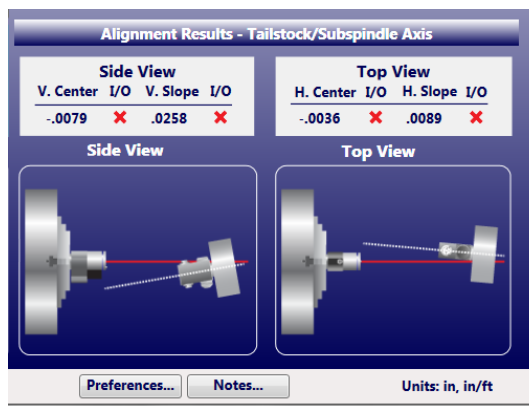 Alignment Results - Tailstock/Subspindle Axis
Side View
V. Center I/O V. Slope I/O
-.0079 ✗ .0258 ✗
Top View
H. Center I/O H. Slope I/O
-.0036 ✗ .0089 ✗
Side View
Top View
Preferences... Notes... Units: in, in/ft